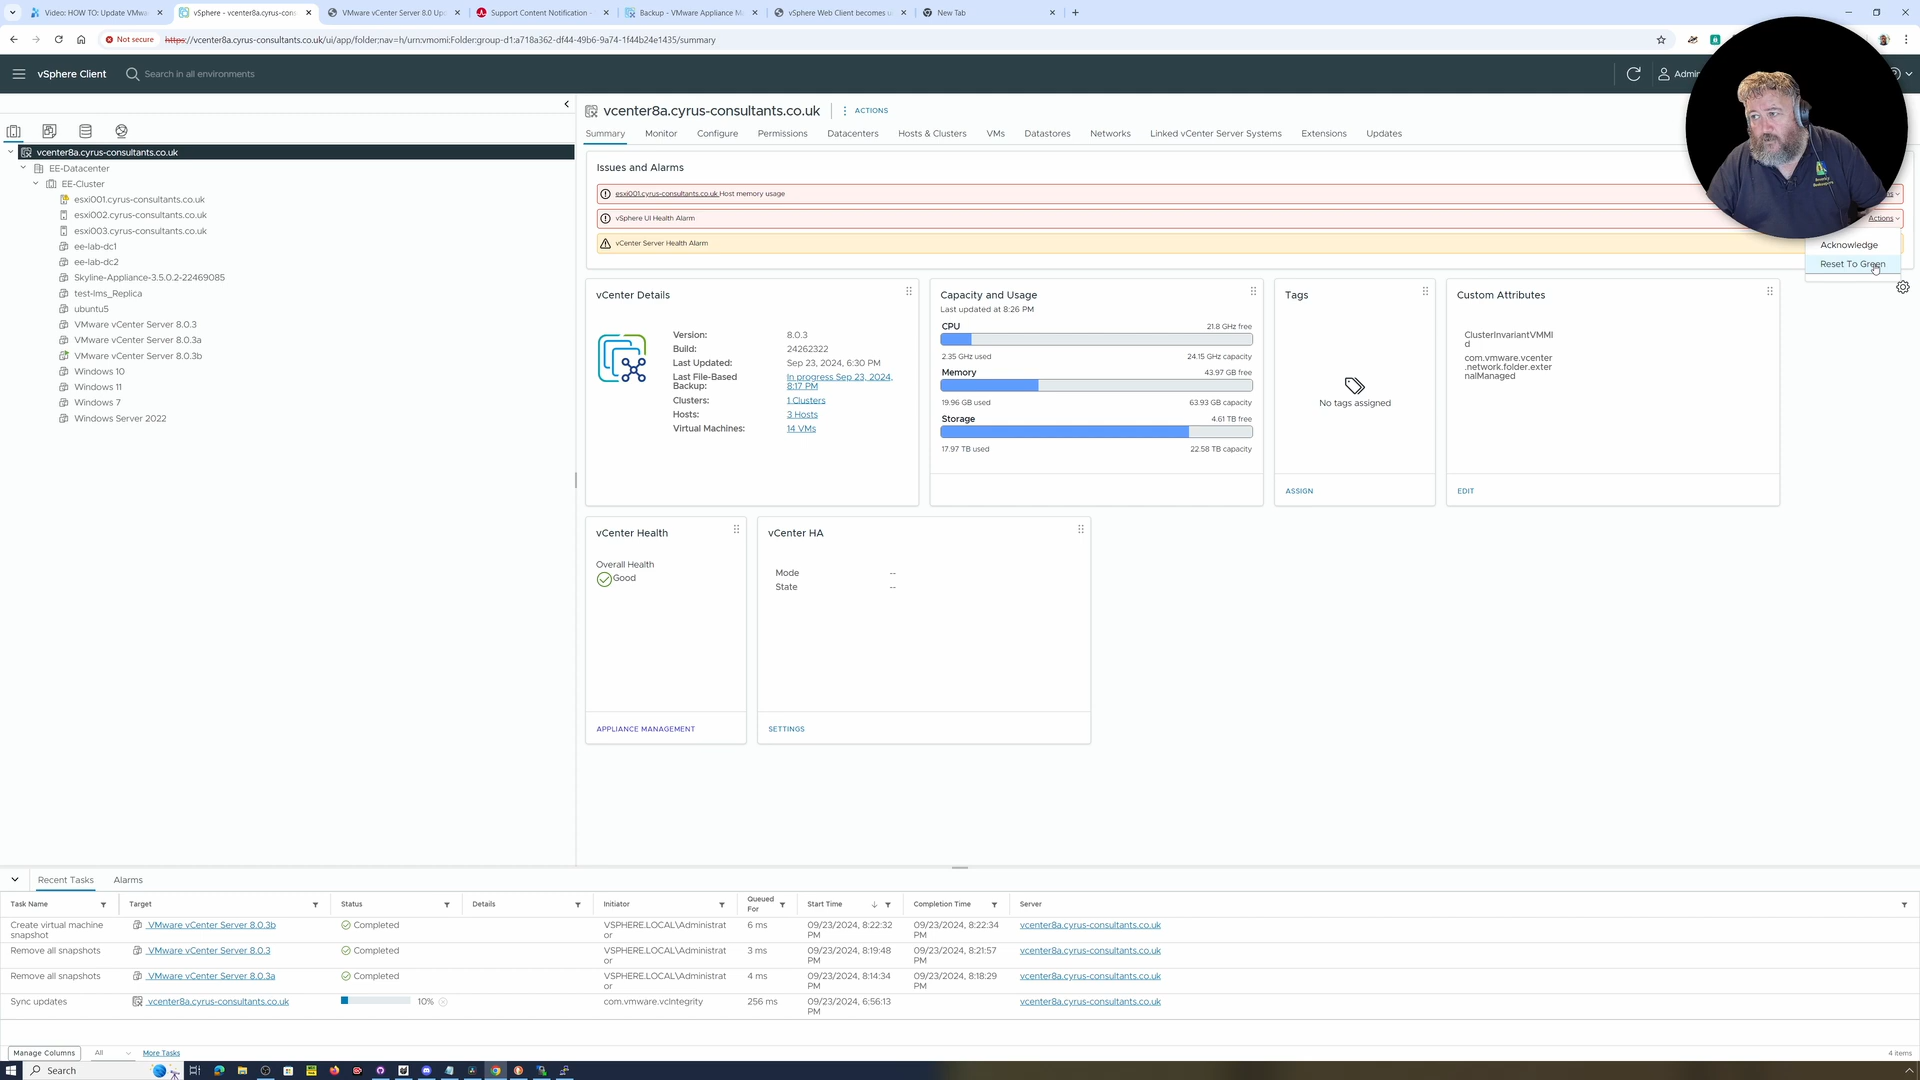 Video: HOW TO: Update VMwa
vSphere - vcenter8a.cyrus-cons
VMware vCenter Server 8.0 Up
Support Content Notification -
Backup - VMware Appliance M
vSphere Web Client becomes u
New Tab
Not secure
https://vcenter8a.cyrus-consultants.co.uk/ui/app/folder;nav=h/urn:vmomi:Folder:group-d1:a718a362-df44-49b6-9a74-1f44b24e1435/summary
vSphere Client
Search in all environments
Admin
vcenter8a.cyrus-consultants.co.uk
ACTIONS
Summary
Monitor
Configure
Permissions
Datacenters
Hosts & Clusters
VMs
Datastores
Networks
Linked vCenter Server Systems
Extensions
Updates
vcenter8a.cyrus-consultants.co.uk
EE-Datacenter
EE-Cluster
esxi001.cyrus-consultants.co.uk
esxi002.cyrus-consultants.co.uk
esxi003.cyrus-consultants.co.uk
ee-lab-dc1
ee-lab-dc2
Skyline-Appliance-3.5.0.2-22469085
test-lms_Replica
ubuntu5
VMware vCenter Server 8.0.3
VMware vCenter Server 8.0.3a
VMware vCenter Server 8.0.3b
Windows 10
Windows 11
Windows 7
Windows Server 2022
Issues and Alarms
esxi001.cyrus-consultants.co.uk Host memory usage
vSphere UI Health Alarm
Actions
vCenter Server Health Alarm
Acknowledge
Reset To Green
vCenter Details
Version: 8.0.3
Build: 24262322
Last Updated: Sep 23, 2024, 6:30 PM
Last File-Based Backup: In progress Sep 23, 2024, 8:17 PM
Clusters: 1 Clusters
Hosts: 3 Hosts
Virtual Machines: 14 VMs
Capacity and Usage
Last updated at 8:26 PM
CPU 21.8 GHz free
2.35 GHz used 24.15 GHz capacity
Memory 43.97 GB free
19.96 GB used 63.93 GB capacity
Storage 4.61 TB free
17.97 TB used 22.58 TB capacity
Tags
No tags assigned
ASSIGN
Custom Attributes
ClusterInvariantVMMI
d
com.vmware.vcenter
.network.folder.exter
nalManaged
EDIT
vCenter Health
Overall Health
Good
APPLIANCE MANAGEMENT
vCenter HA
Mode --
State --
SETTINGS
Recent Tasks
Alarms
Task Name Target Status Details Initiator Queued For Start Time Completion Time Server
Create virtual machine snapshot VMware vCenter Server 8.0.3b Completed VSPHERE.LOCAL\Administrator 6 ms 09/23/2024, 8:22:32 PM 09/23/2024, 8:22:34 PM vcenter8a.cyrus-consultants.co.uk
Remove all snapshots VMware vCenter Server 8.0.3 Completed VSPHERE.LOCAL\Administrator 3 ms 09/23/2024, 8:19:48 PM 09/23/2024, 8:21:57 PM vcenter8a.cyrus-consultants.co.uk
Remove all snapshots VMware vCenter Server 8.0.3a Completed VSPHERE.LOCAL\Administrator 4 ms 09/23/2024, 8:14:34 PM 09/23/2024, 8:18:29 PM vcenter8a.cyrus-consultants.co.uk
Sync updates vcenter8a.cyrus-consultants.co.uk 10% com.vmware.vcIntegrity 256 ms 09/23/2024, 6:56:13 PM vcenter8a.cyrus-consultants.co.uk
Manage Columns
All
More Tasks
4 items
Search